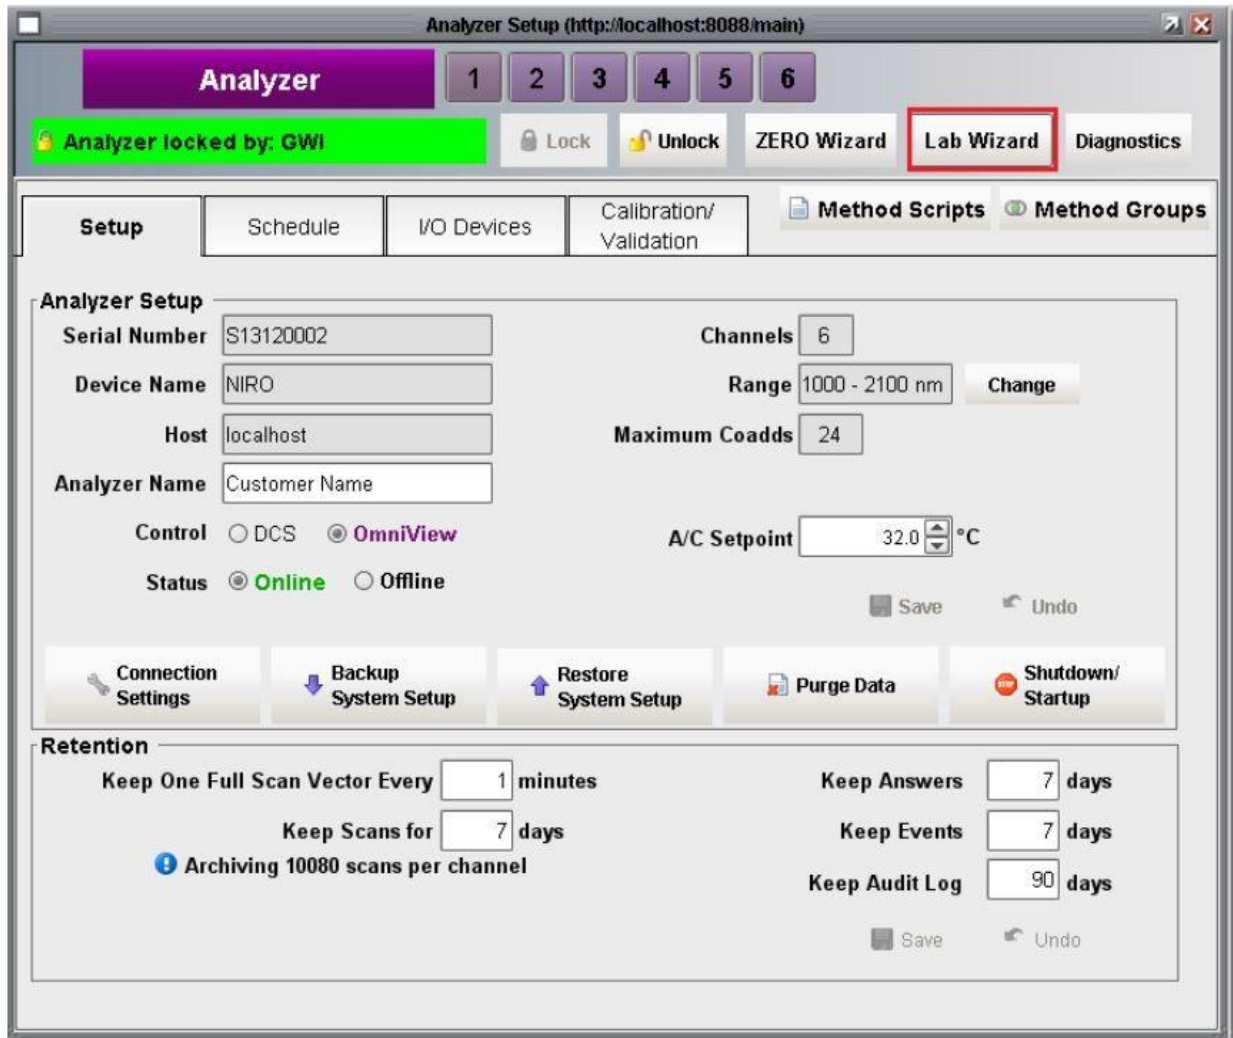 Analyzer Setup (http://localhost:8088/main)
Analyzer 1 2 3 4 5 6
Analyzer locked by: GWI Lock Unlock ZERO Wizard Lab Wizard Diagnostics
Setup Schedule I/O Devices Calibration/
Validation
Method Scripts Method Groups
Analyzer Setup
Serial Number S13120002 Channels 6
Device Name NIRO Range 1000 - 2100 nm Change
Host localhost Maximum Coadds 24
Analyzer Name Customer Name
Control DCS OmniView A/C Setpoint 32.0 °C
Status Online Offline
Save Undo
Connection
Settings
Backup
System Setup
Restore
System Setup
Purge Data
STOP
Shutdown/
Startup
Retention
Keep One Full Scan Vector Every 1 minutes Keep Answers 7 days
Keep Scans for 7 days Keep Events 7 days
Archiving 10080 scans per channel
Keep Audit Log 90 days
Save Undo